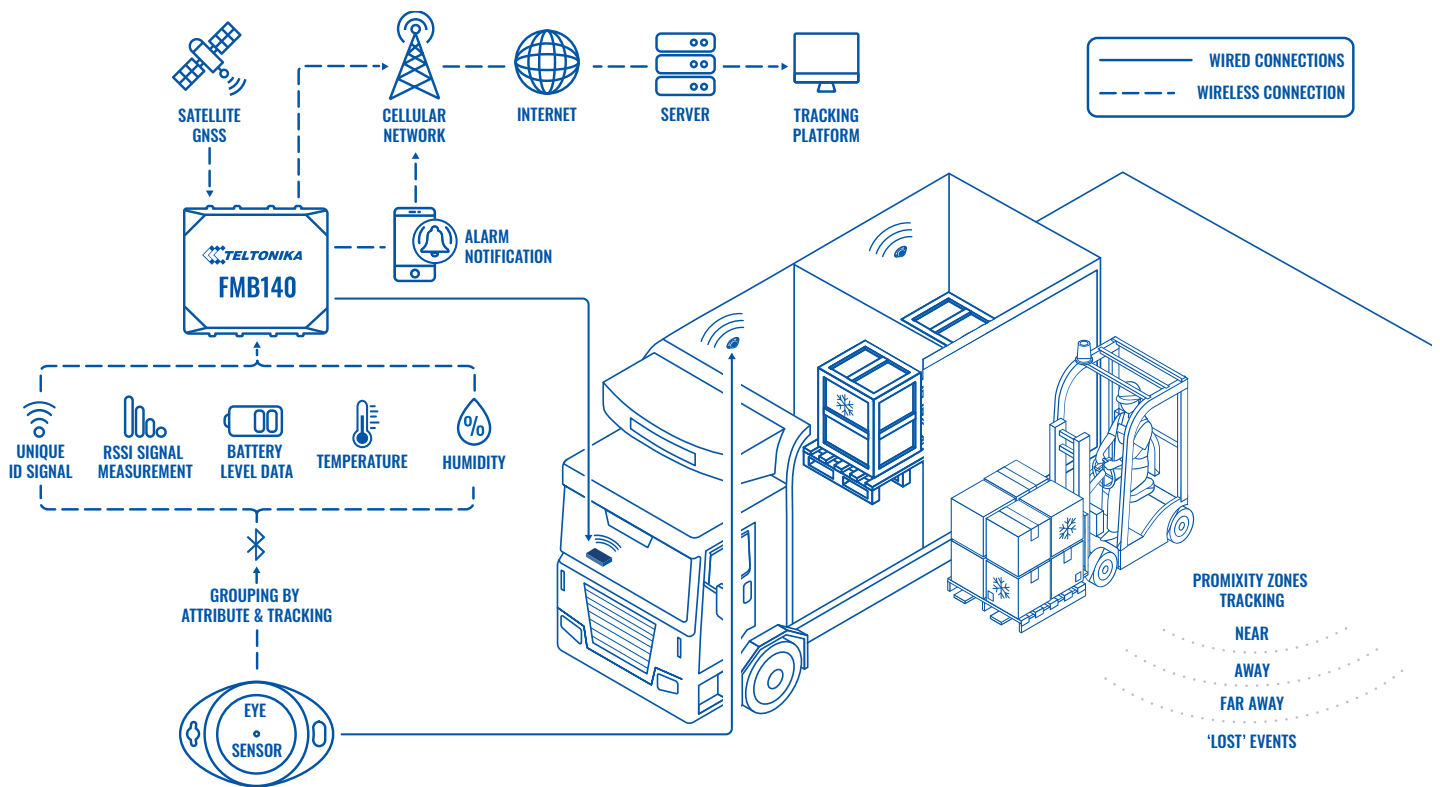 SATELLITE
GNSS
CELLULAR
NETWORK
INTERNET
SERVER
TRACKING
PLATFORM
WIRED CONNECTIONS
WIRELESS CONNECTION
TELTONIKA
FMB140
ALARM
NOTIFICATION
UNIQUE
ID SIGNAL
RSSI SIGNAL
MEASUREMENT
BATTERY
LEVEL DATA
TEMPERATURE
%
HUMIDITY
GROUPING BY
ATTRIBUTE & TRACKING
EYE
SENSOR
PROMIXITY ZONES
TRACKING
NEAR
AWAY
FAR AWAY
‘LOST’ EVENTS